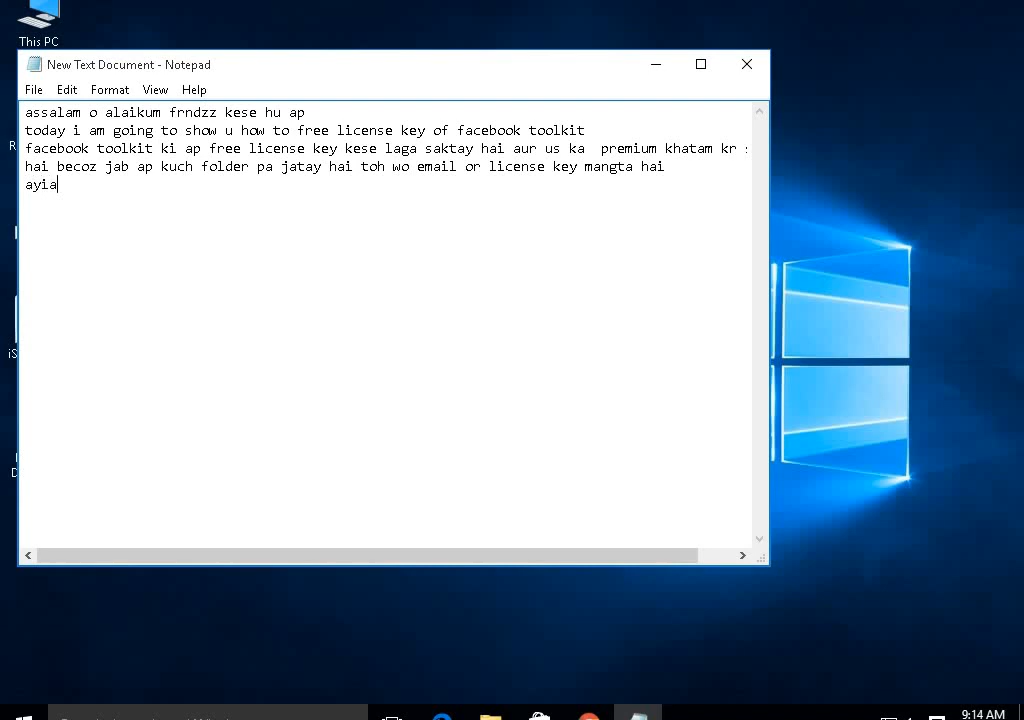 This PC
New Text Document - Notepad
File Edit Format View Help
assalam o alaikum frndzz kese hu ap
today i am going to show u how to free license key of facebook toolkit
facebook toolkit ki ap free license key kese laga saktay hai aur us ka premium khatam kr
hai becoz jab ap kuch folder pa jatay hai toh wo email or license key mangta hai
ayia
9:14 AM